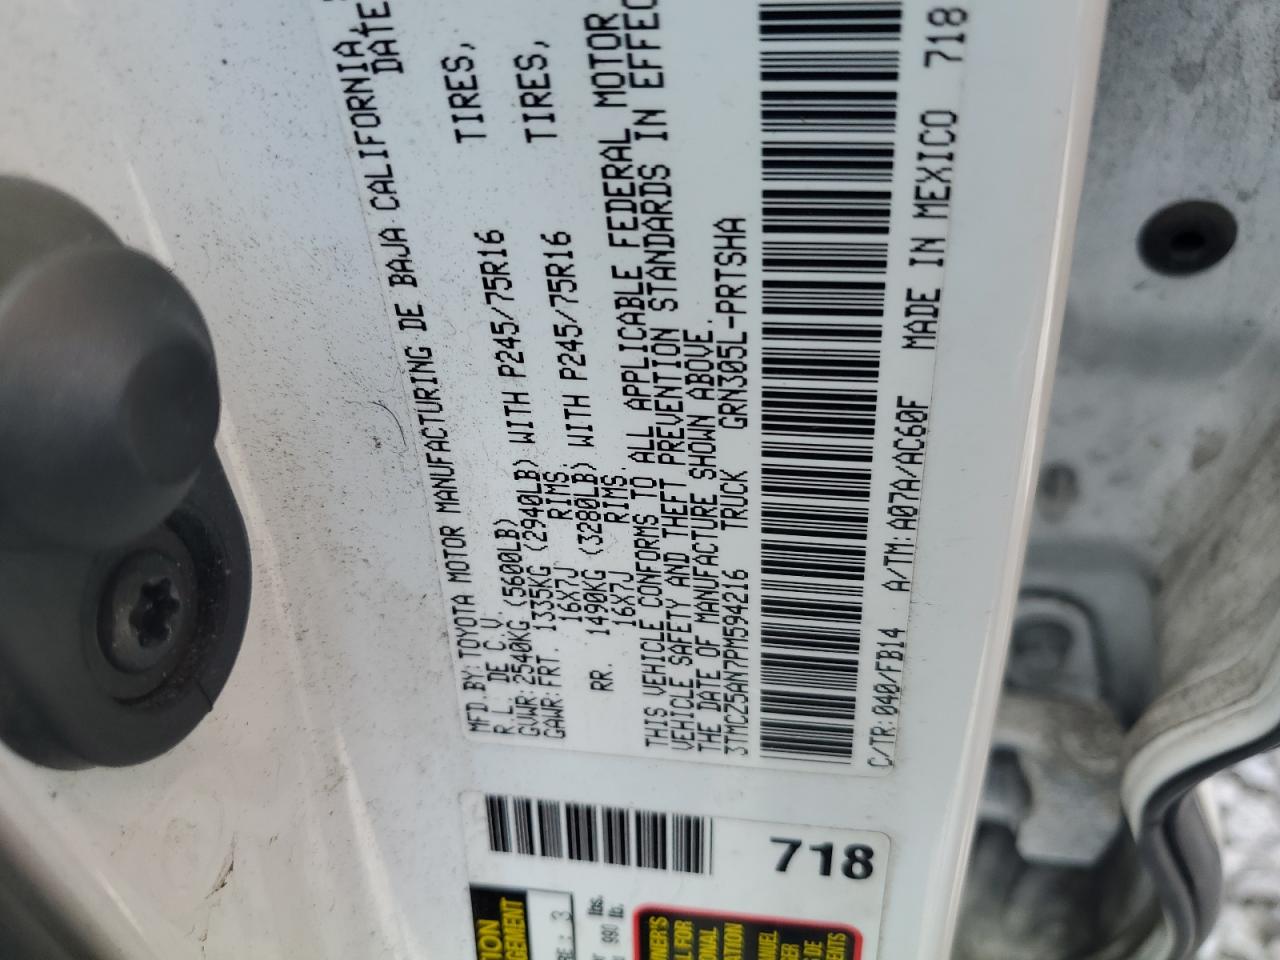 MFD.BY:TOYOTA MOTOR MANUFACTURING DE BAJA CALIFORNIA,
R.L. DE C.V. DATE
GVWR:2540KG (5600LB)
GAWR:FRT. 1335KG (2940LB) WITH P245/75R16 TIRES,
16X7J RIMS.
RR. 1490KG (3280LB) WITH P245/75R16 TIRES,
16X7J RIMS.
THIS VEHICLE CONFORMS TO ALL APPLICABLE FEDERAL MOTOR
VEHICLE SAFETY AND THEFT PREVENTION STANDARDS IN EFFEC
THE DATE OF MANUFACTURE SHOWN ABOVE.
3TMCZ5AN7PM594216 TRUCK GRN305L-PRTSHA
C/TR:040/FB14 A/TM:A07A/AC60F MADE IN MEXICO 718
718